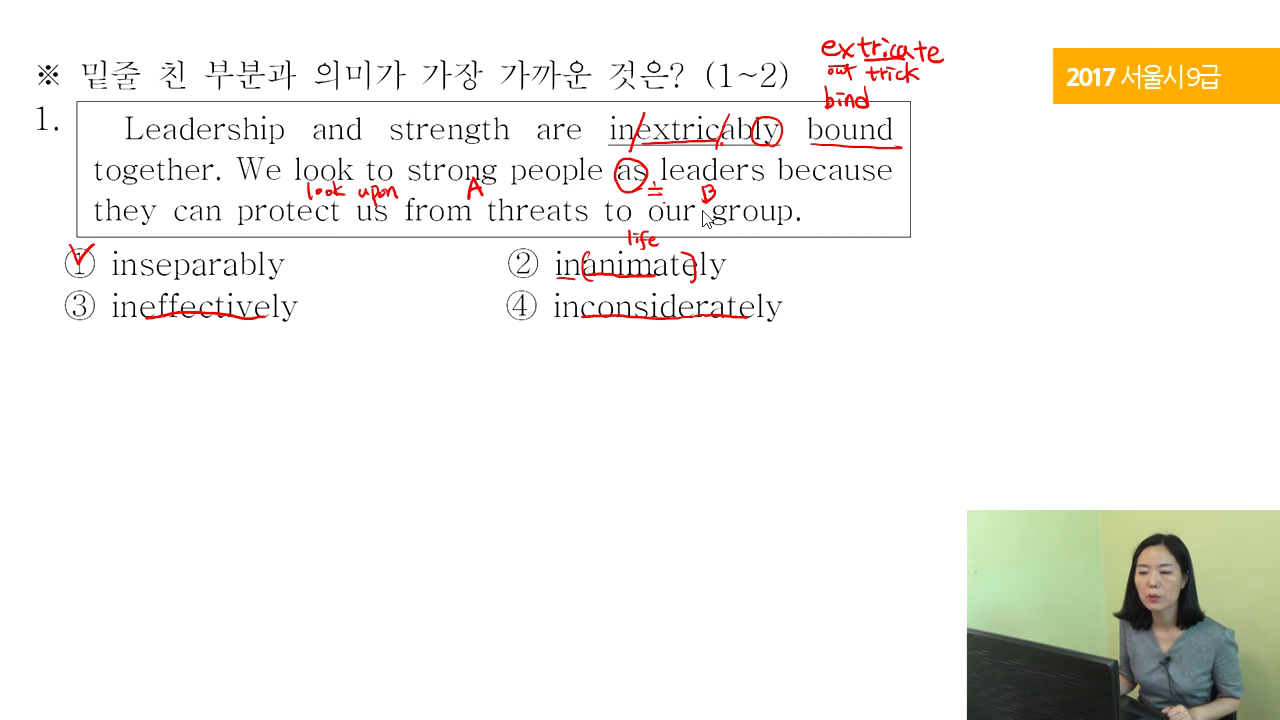 extricate
out trick
bind
2017 서울시 9급
※ 밑줄 친 부분과 의미가 가장 가까운 것은? (1~2)
1.
Leadership and strength are inextricably bound
together. We look to strong people as leaders because
look upon A = B
they can protect us from threats to our group.
life
① inseparably ② inanimately
③ ineffectively ④ inconsiderately